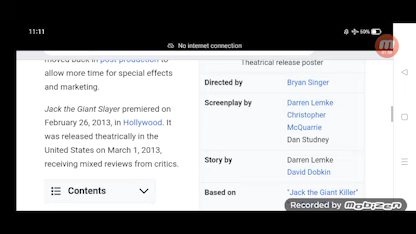 11:11
50%
No internet connection
moved back in post production to
allow more time for special effects
and marketing.
Jack the Giant Slayer premiered on
February 26, 2013, in Hollywood. It
was released theatrically in the
United States on March 1, 2013,
receiving mixed reviews from critics.
Contents
Theatrical release poster
Directed by Bryan Singer
Screenplay by Darren Lemke
Christopher
McQuarrie
Dan Studney
Story by Darren Lemke
David Dobkin
Based on "Jack the Giant Killer"
Recorded by MOBIZEN